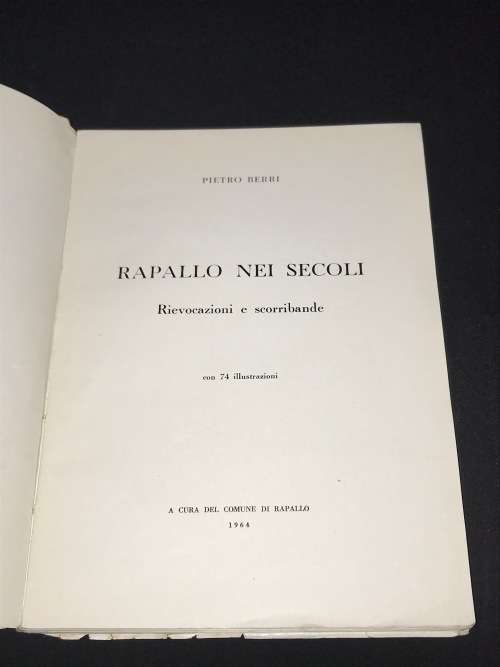 PIETRO BERRI
RAPALLO NEI SECOLI
Rievocazioni e scorribande
con 74 illustrazioni
A CURA DEL COMUNE DI RAPALLO
1964